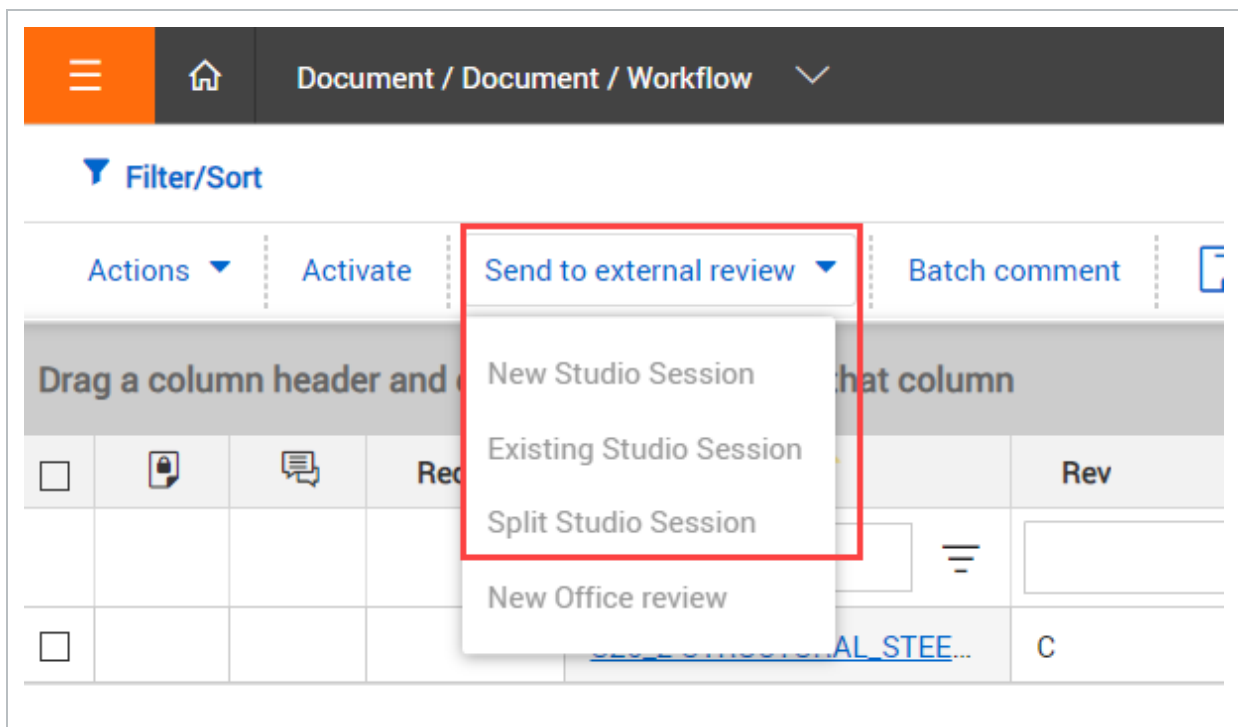 Document / Document / Workflow
Filter/Sort
Actions Activate Send to external review Batch comment
Drag a column header and that column
New Studio Session
Existing Studio Session
Rev
Split Studio Session
New Office review
C